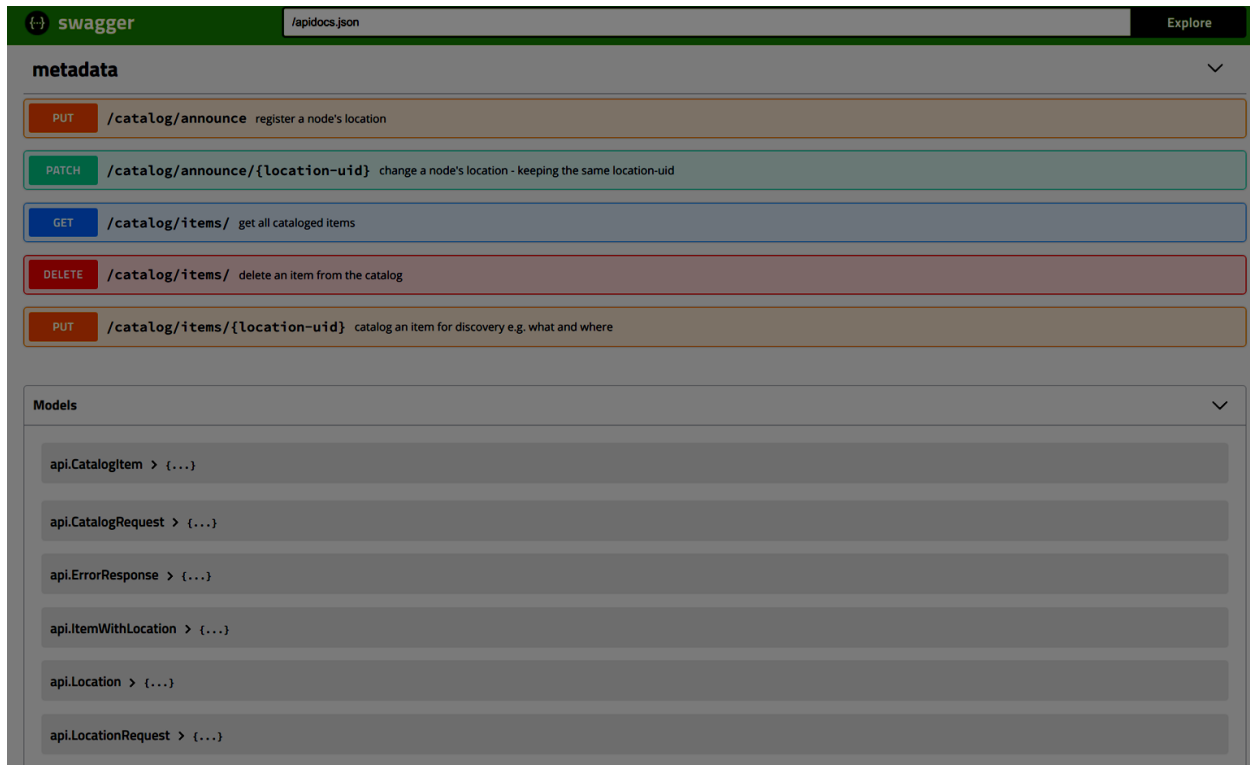 {··} swagger /apidocs.json Explore
metadata
PUT /catalog/announce register a node's location
PATCH /catalog/announce/{location-uid} change a node's location - keeping the same location-uid
GET /catalog/items/ get all cataloged items
DELETE /catalog/items/ delete an item from the catalog
PUT /catalog/items/{location-uid} catalog an item for discovery e.g. what and where
Models
api.CatalogItem > {...}
api.CatalogRequest > {...}
api.ErrorResponse > {...}
api.ItemWithLocation > {...}
api.Location > {...}
api.LocationRequest > {...}